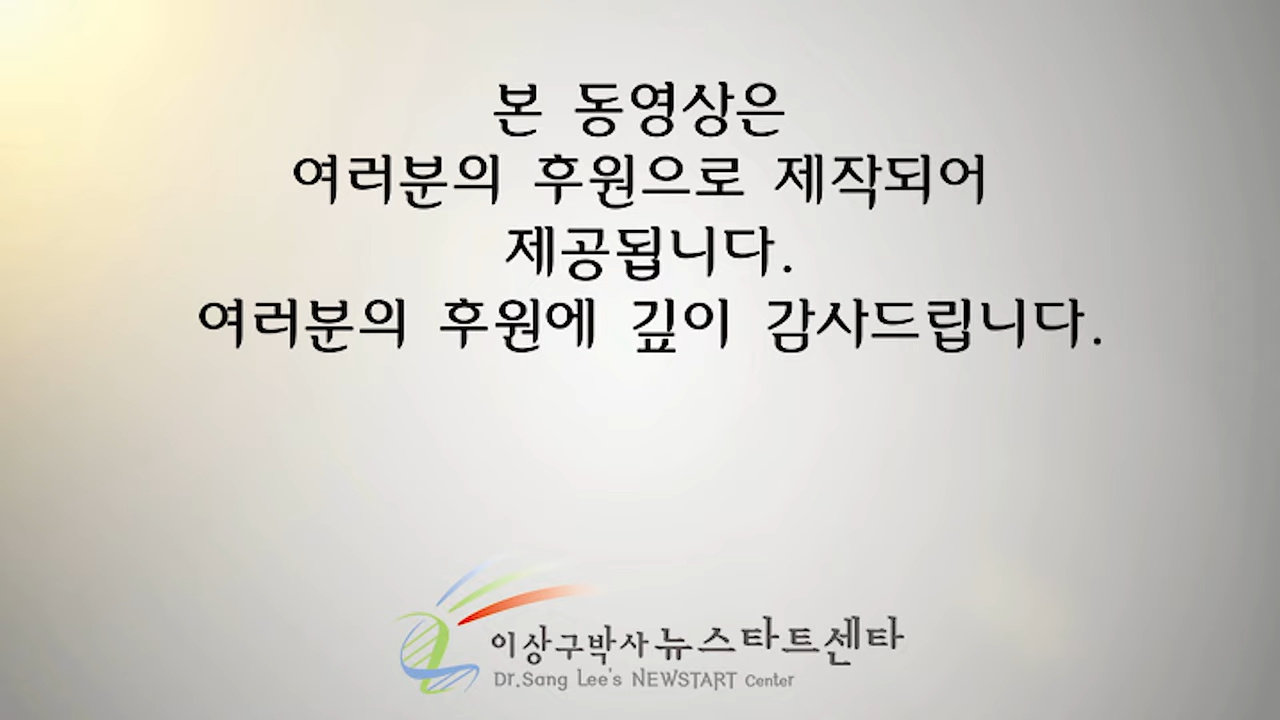 본 동영상은
여러분의 후원으로 제작되어
제공됩니다.
여러분의 후원에 깊이 감사드립니다.
이상구박사 뉴스타트센타
Dr.Sang Lee's NEWSTART Center